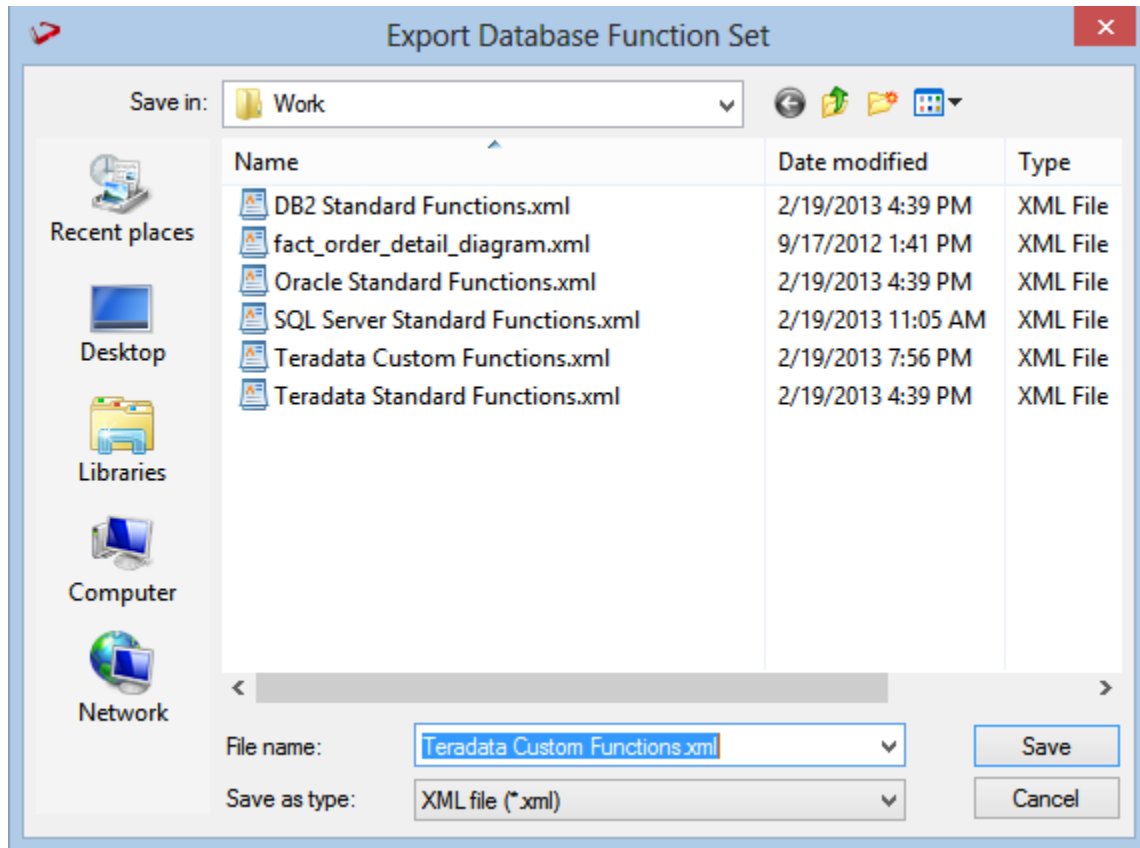 Export Database Function Set
Save in: Work
Name Date modified Type
DB2 Standard Functions.xml 2/19/2013 4:39 PM XML File
fact_order_detail_diagram.xml 9/17/2012 1:41 PM XML File
Oracle Standard Functions.xml 2/19/2013 4:39 PM XML File
SQL Server Standard Functions.xml 2/19/2013 11:05 AM XML File
Teradata Custom Functions.xml 2/19/2013 7:56 PM XML File
Teradata Standard Functions.xml 2/19/2013 4:39 PM XML File
Recent places
Desktop
Libraries
Computer
Network
File name: Teradata Custom Functions.xml Save
Save as type: XML file (*.xml) Cancel